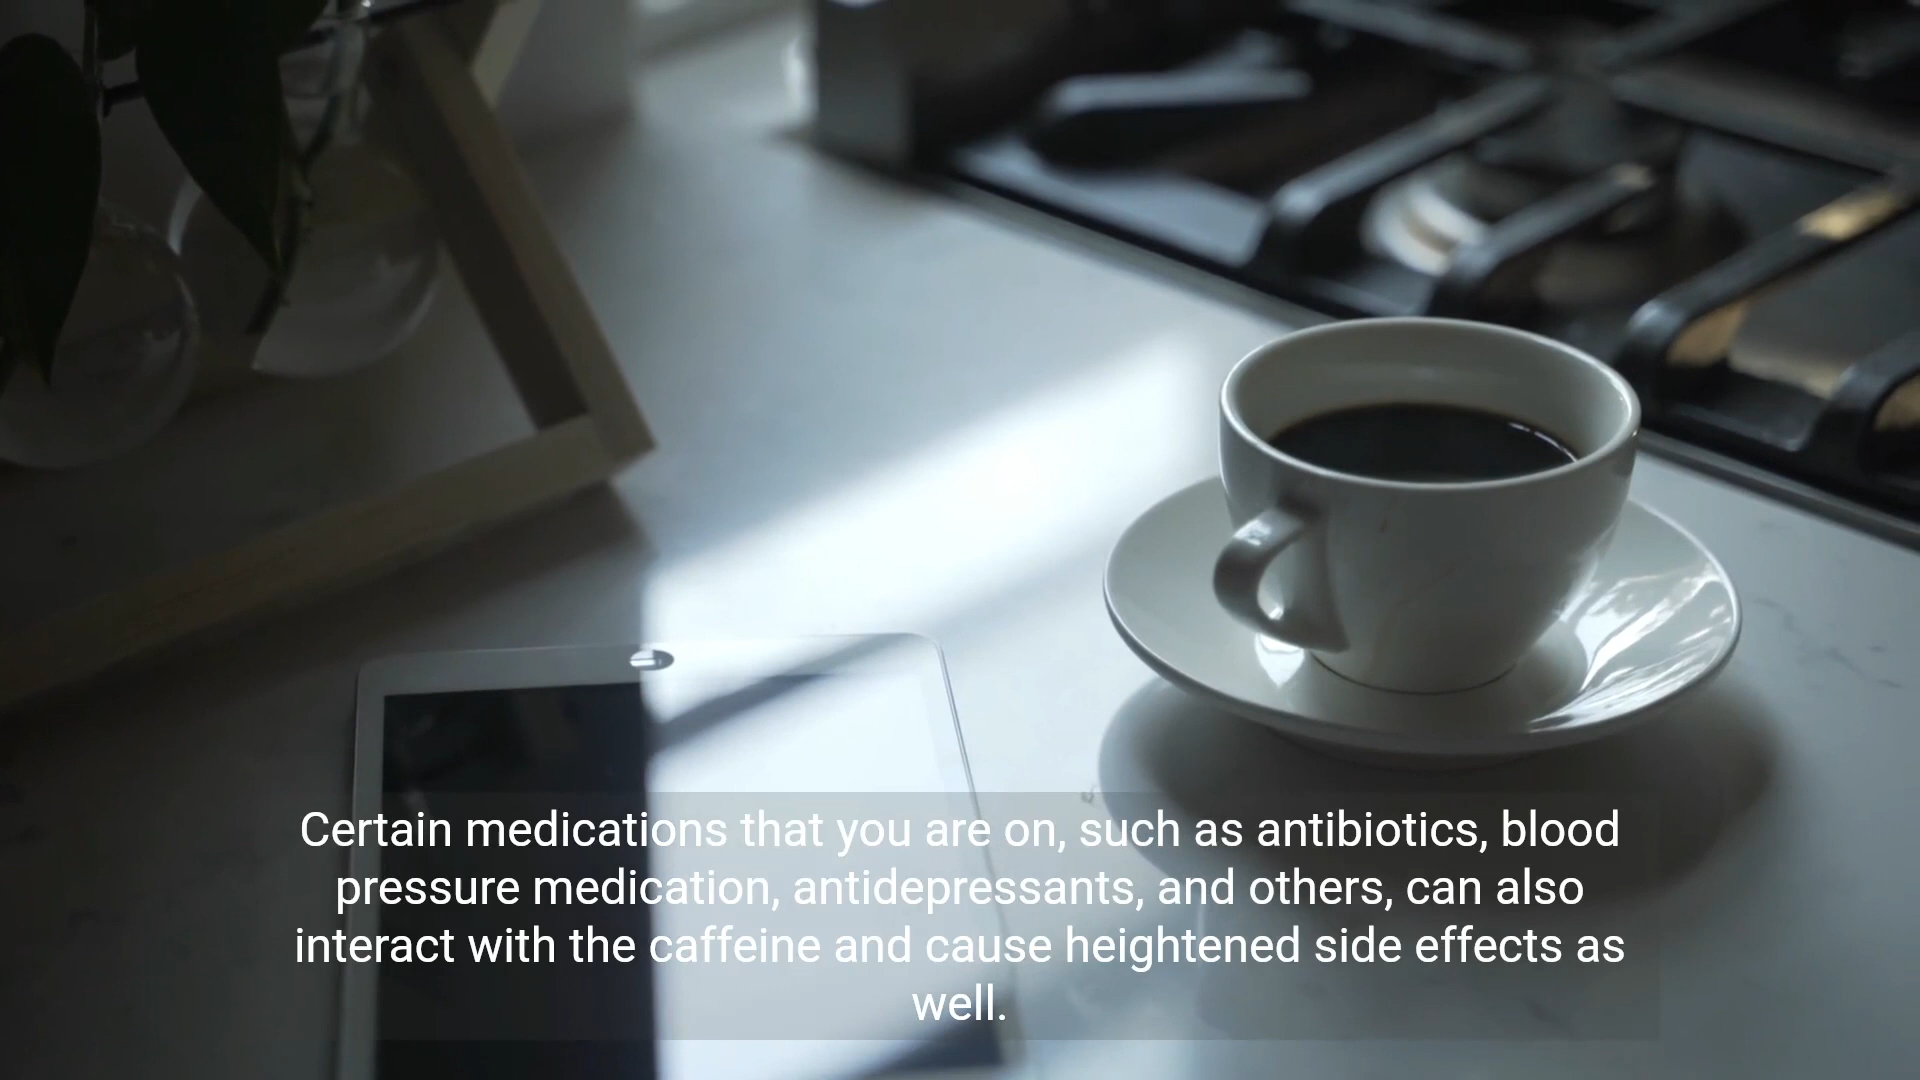 Certain medications that you are on, such as antibiotics, blood
pressure medication, antidepressants, and others, can also
interact with the caffeine and cause heightened side effects as
well.